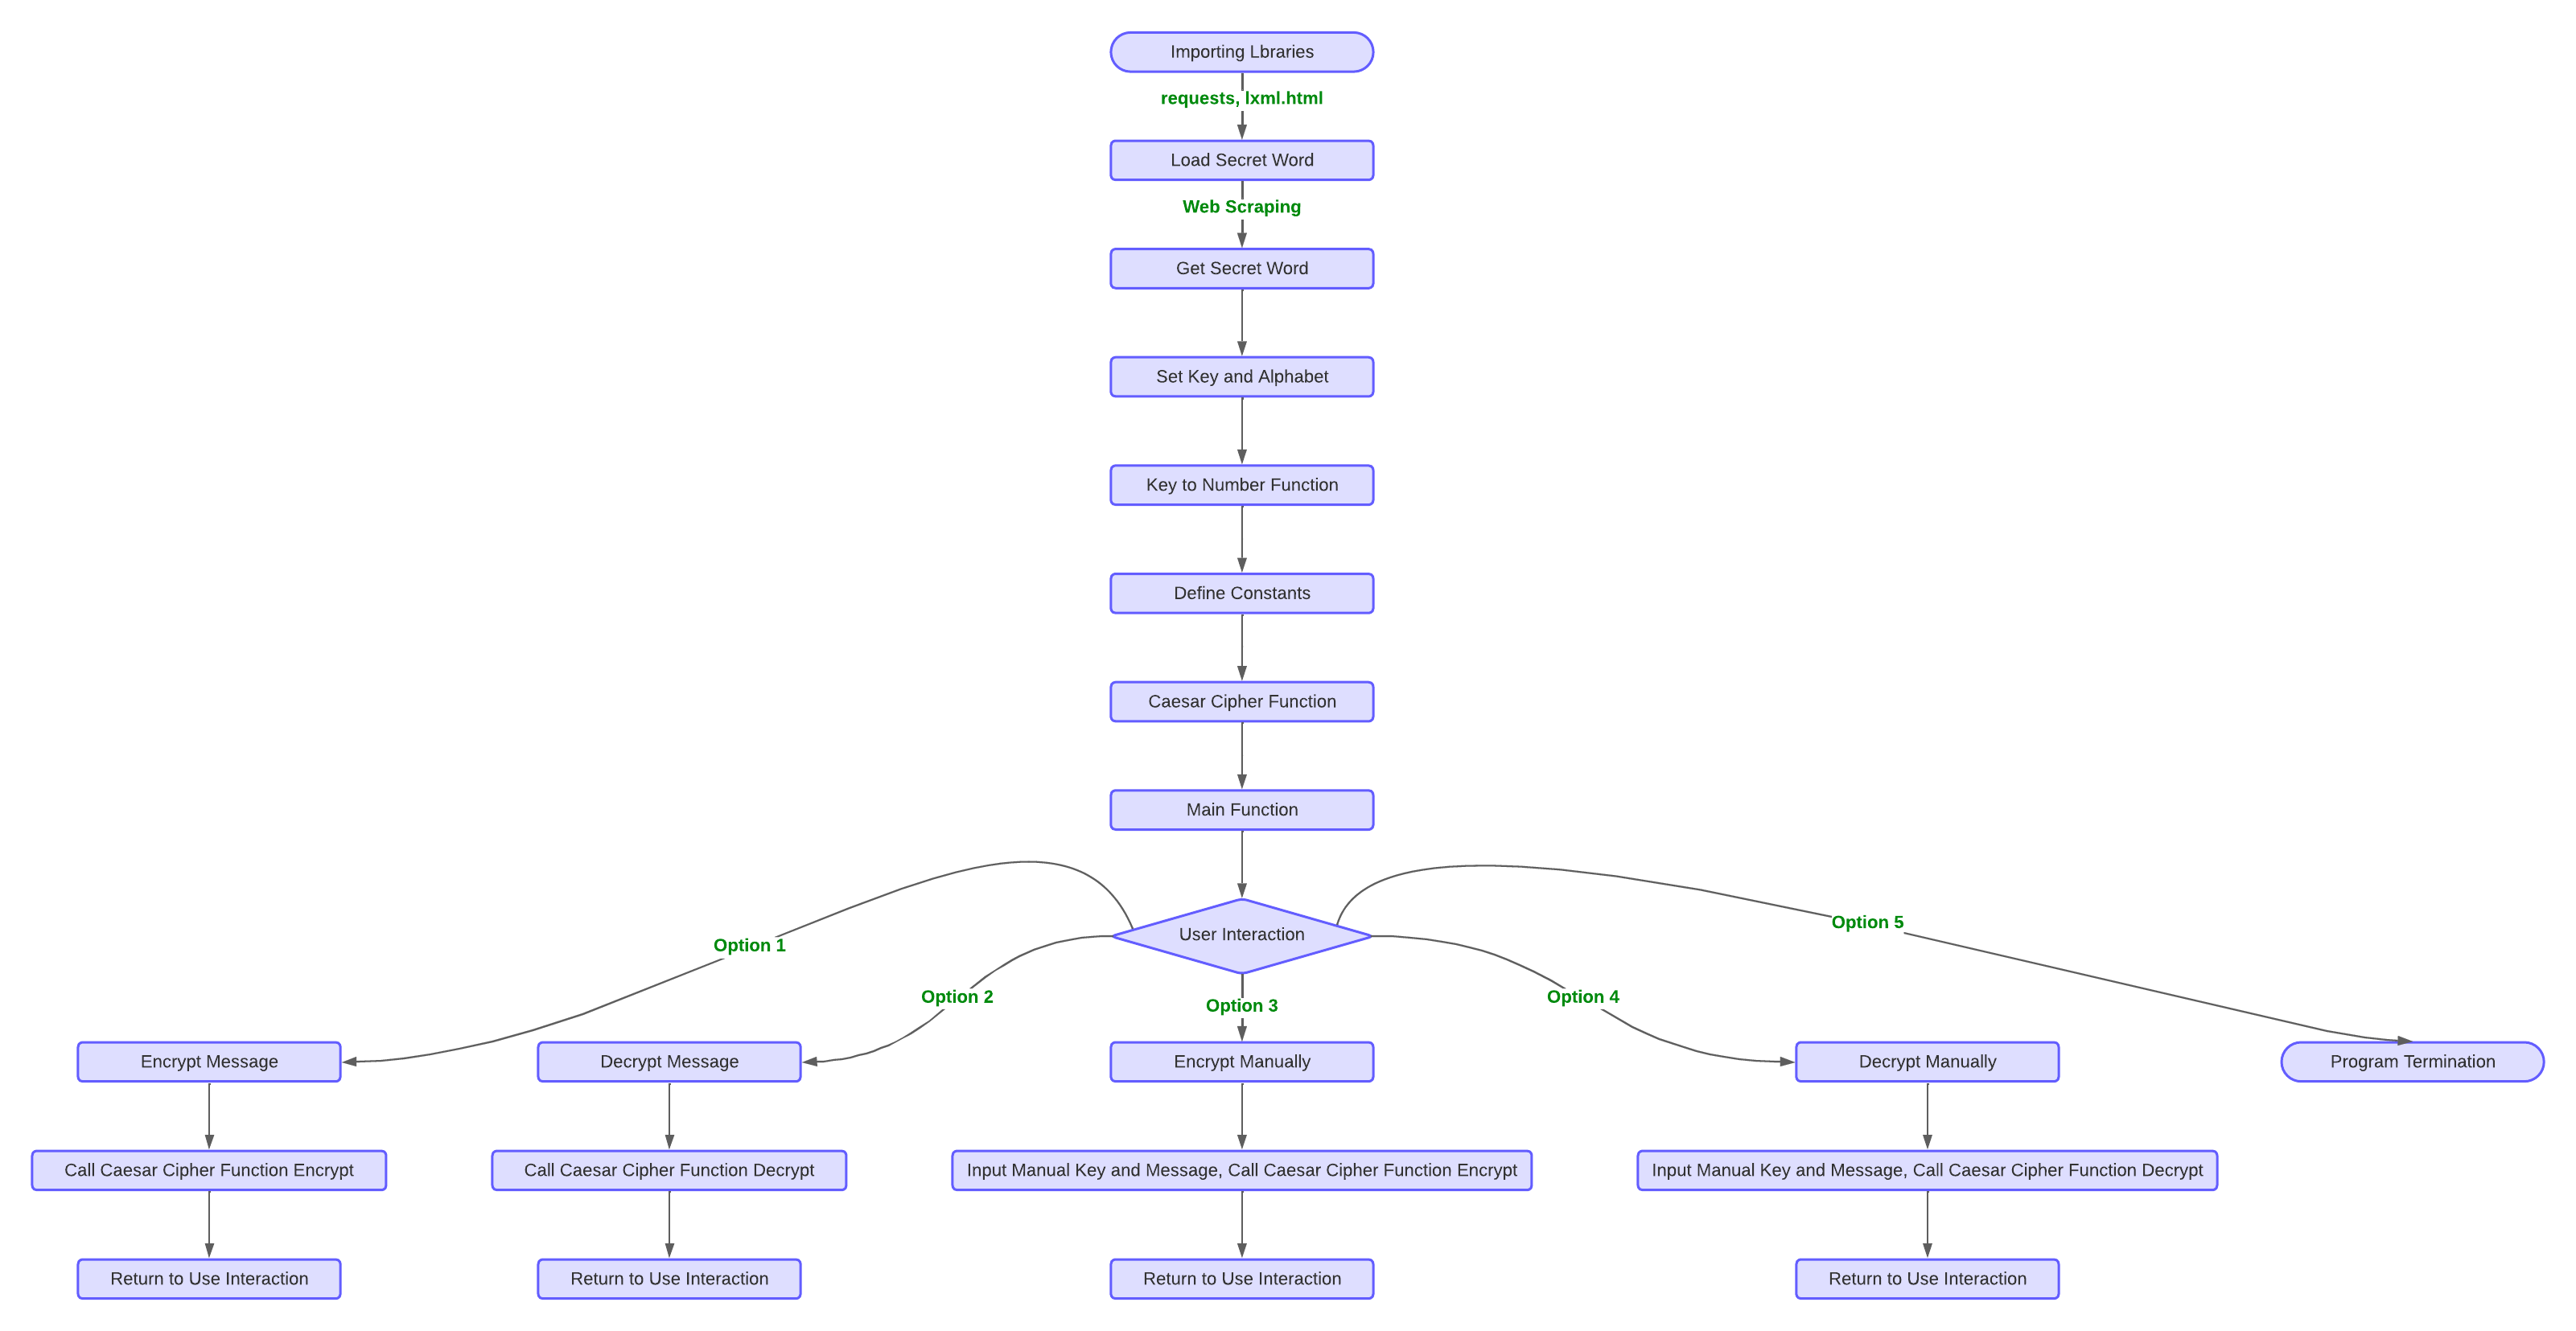 Importing Lbraries
requests, lxml.html
Load Secret Word
Web Scraping
Get Secret Word
Set Key and Alphabet
Key to Number Function
Define Constants
Caesar Cipher Function
Main Function
User Interaction
Option 1
Option 2
Option 3
Option 4
Option 5
Encrypt Message
Decrypt Message
Encrypt Manually
Decrypt Manually
Program Termination
Call Caesar Cipher Function Encrypt
Call Caesar Cipher Function Decrypt
Input Manual Key and Message, Call Caesar Cipher Function Encrypt
Input Manual Key and Message, Call Caesar Cipher Function Decrypt
Return to Use Interaction
Return to Use Interaction
Return to Use Interaction
Return to Use Interaction